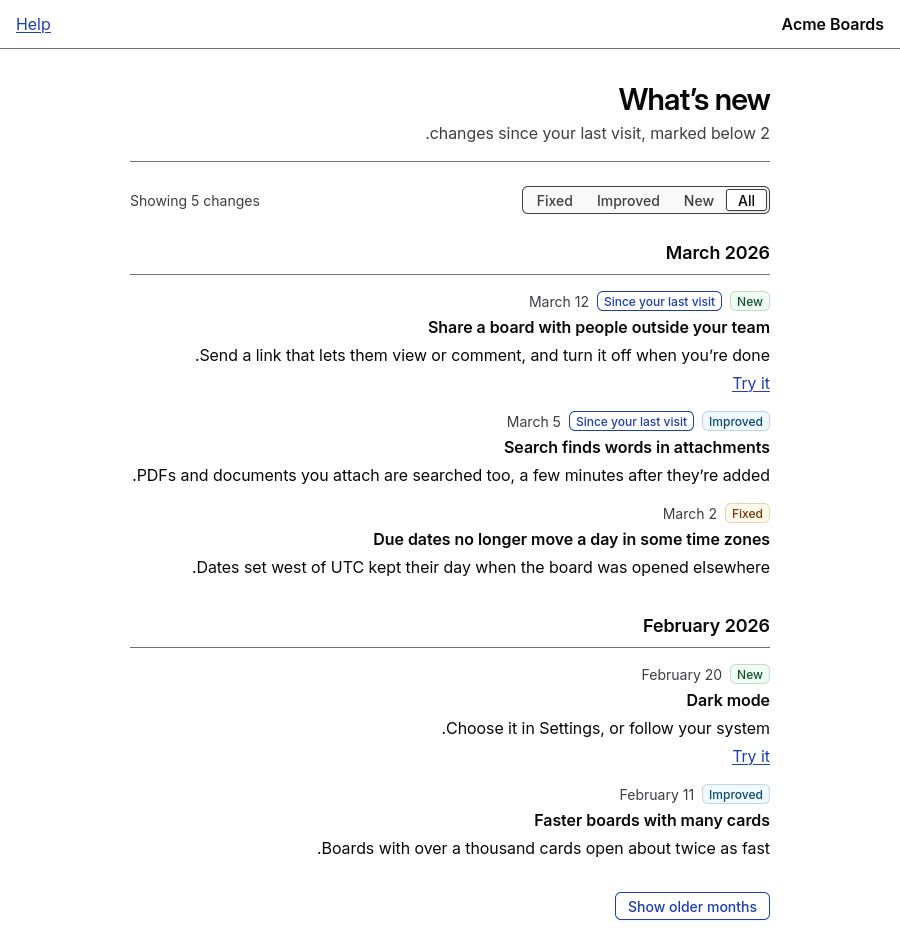 Help Acme Boards
What's new
.changes since your last visit, marked below 2
Showing 5 changes Fixed Improved New All
March 2026
March 12 Since your last visit New
Share a board with people outside your team
.Send a link that lets them view or comment, and turn it off when you’re done
Try it
March 5 Since your last visit Improved
Search finds words in attachments
.PDFs and documents you attach are searched too, a few minutes after they’re added
March 2 Fixed
Due dates no longer move a day in some time zones
.Dates set west of UTC kept their day when the board was opened elsewhere
February 2026
February 20 New
Dark mode
.Choose it in Settings, or follow your system
Try it
February 11 Improved
Faster boards with many cards
.Boards with over a thousand cards open about twice as fast
Show older months